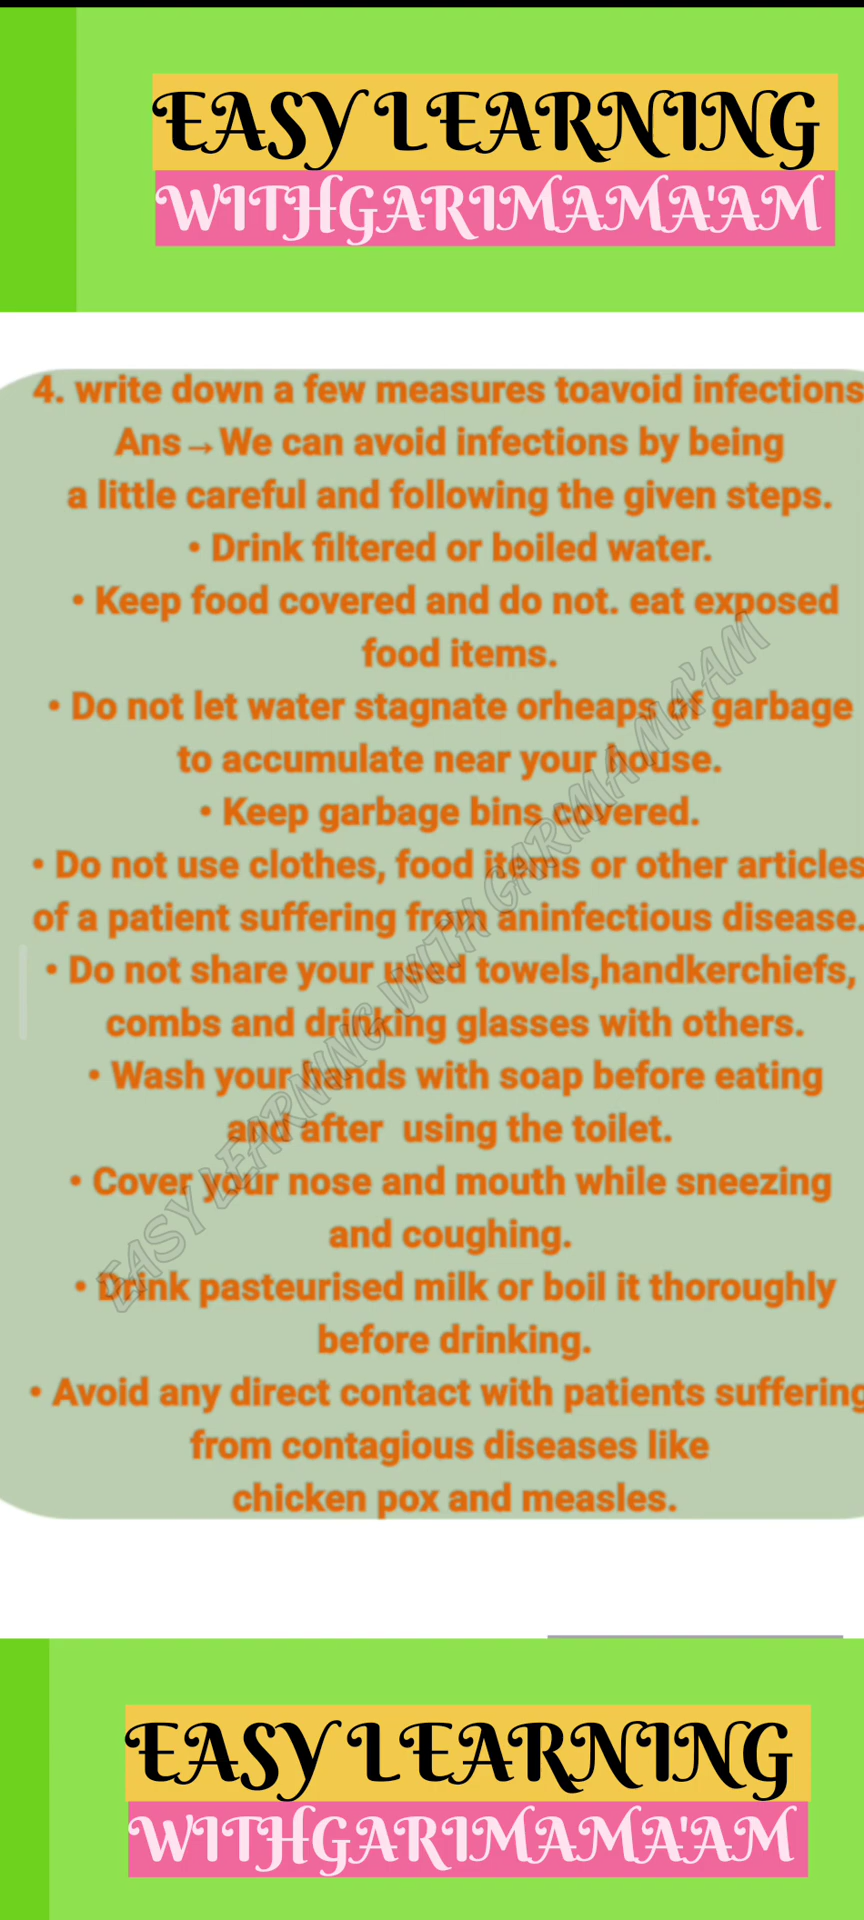 EASY LEARNING
WITHGARIMAMA'AM
4. write down a few measures toavoid infections
Ans→We can avoid infections by being
a little careful and following the given steps.
• Drink filtered or boiled water.
• Keep food covered and do not. eat exposed
food items.
• Do not let water stagnate orheaps of garbage
to accumulate near your house.
• Keep garbage bins covered.
• Do not use clothes, food items or other articles
of a patient suffering from aninfectious disease.
• Do not share your used towels,handkerchiefs,
combs and drinking glasses with others.
• Wash your hands with soap before eating
and after  using the toilet.
• Cover your nose and mouth while sneezing
and coughing.
• Drink pasteurised milk or boil it thoroughly
before drinking.
• Avoid any direct contact with patients suffering
from contagious diseases like
chicken pox and measles.
EASY LEARNING WITH GARIMA MA'AM
EASY LEARNING
WITHGARIMAMA'AM